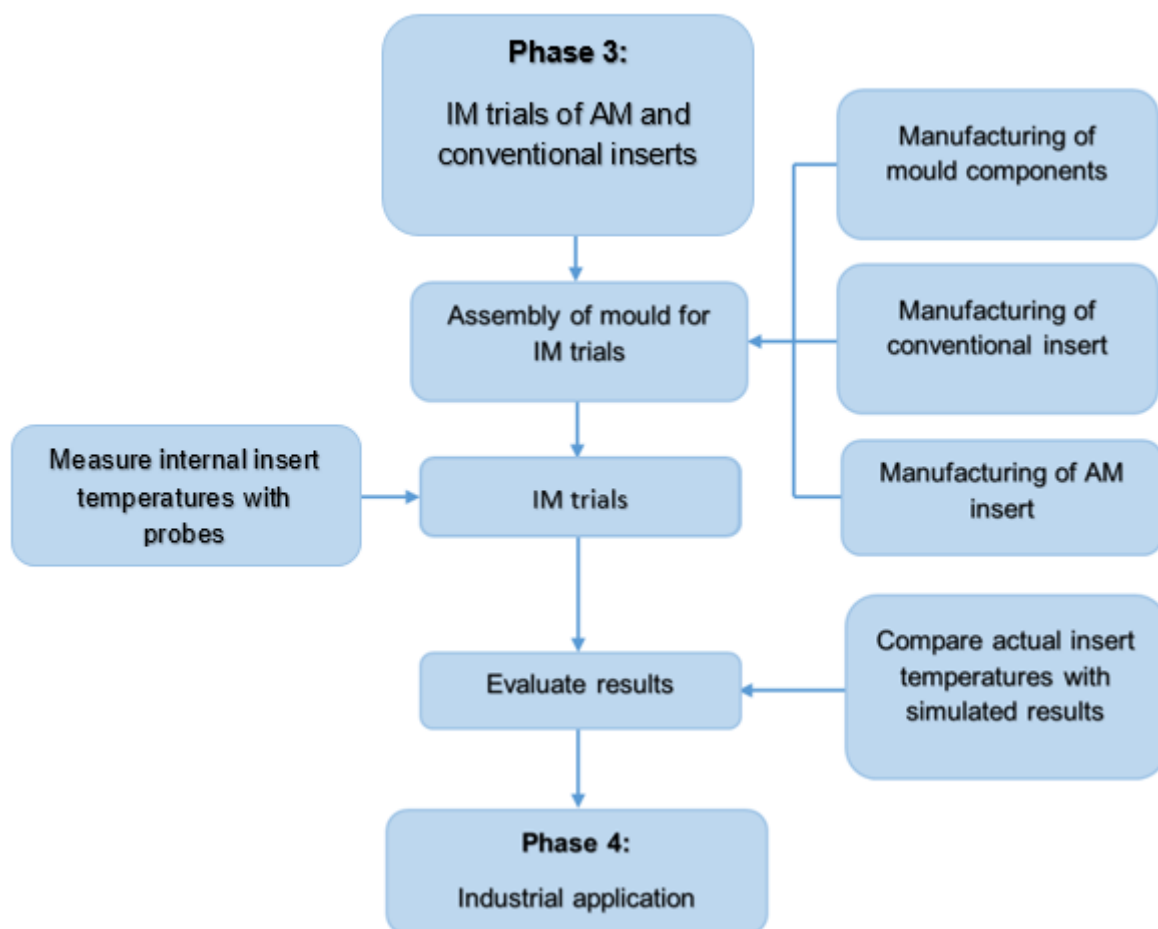 Phase 3:
IM trials of AM and
conventional inserts
Manufacturing of
mould components
Assembly of mould for
IM trials
Manufacturing of
conventional insert
Measure internal insert
temperatures with
probes
IM trials
Manufacturing of AM
insert
Compare actual insert
temperatures with
simulated results
Evaluate results
Phase 4:
Industrial application